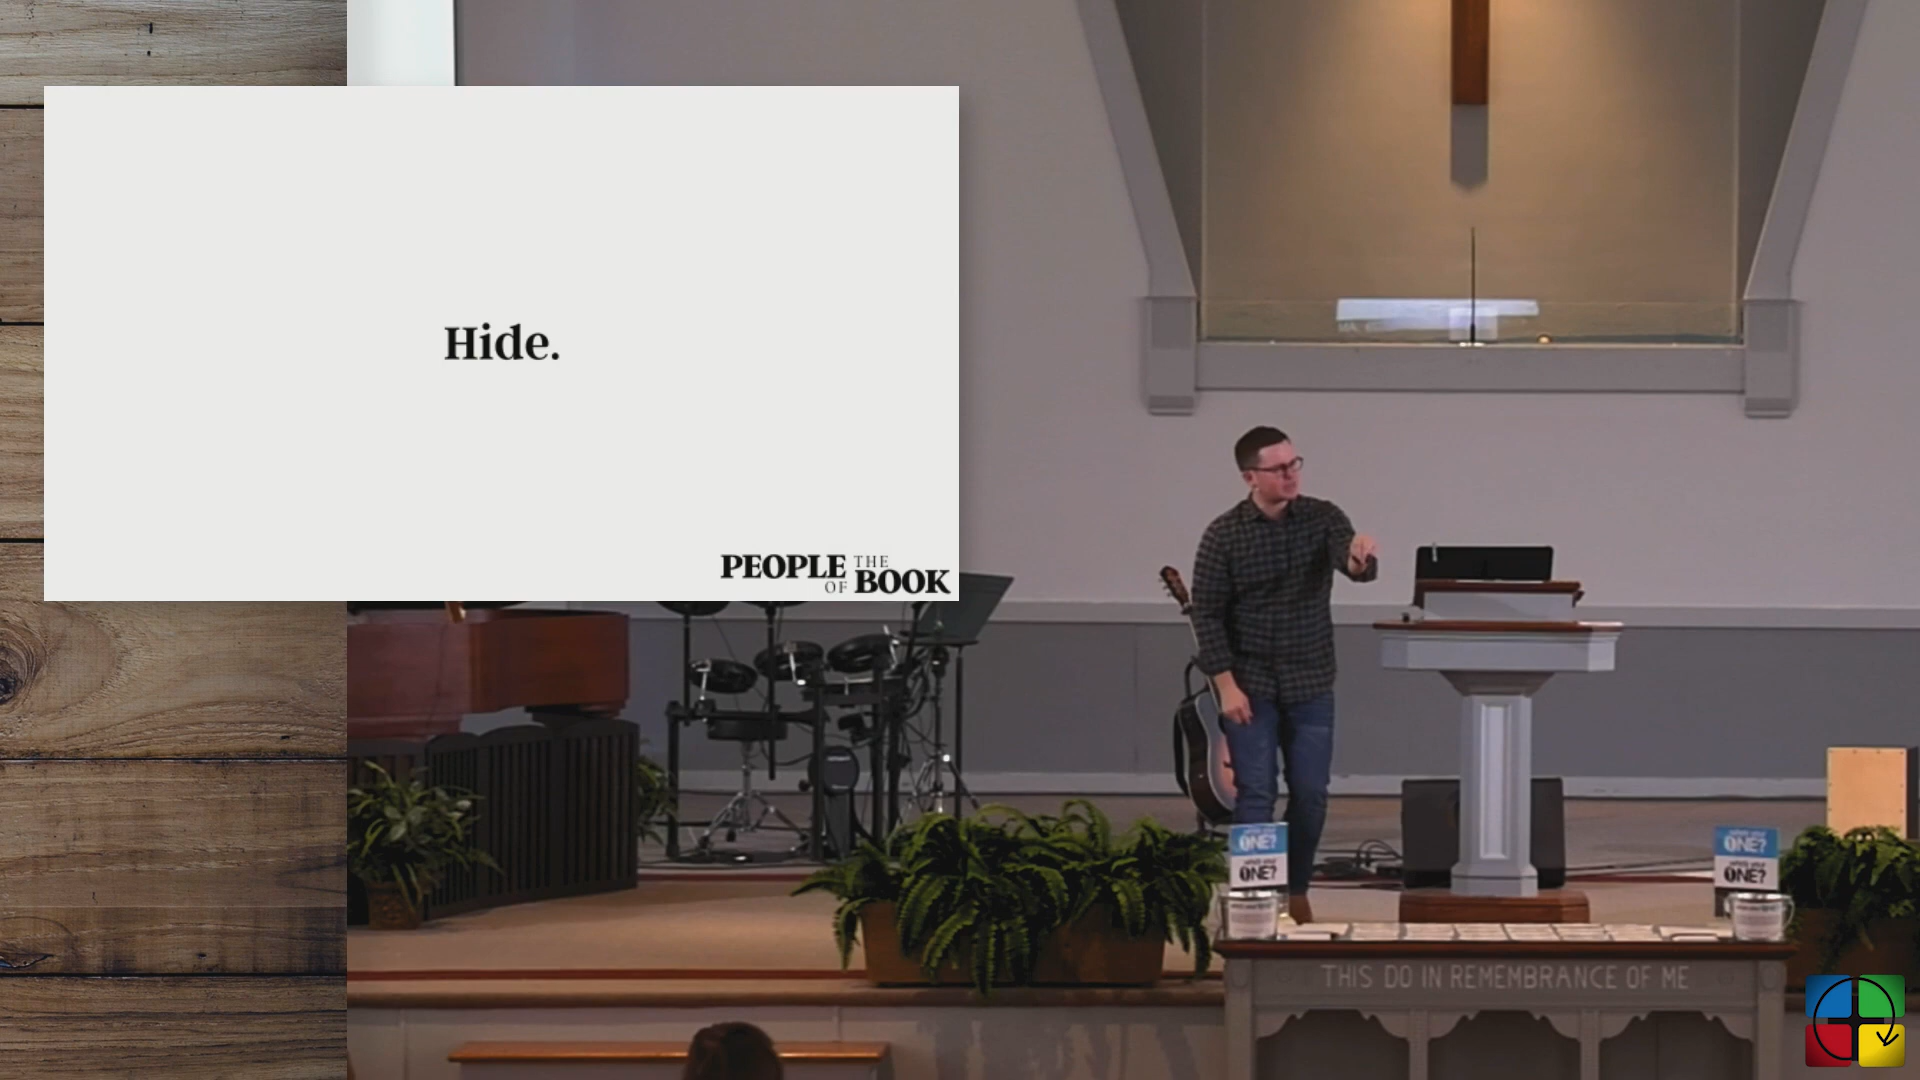 Hide.
PEOPLE THE
OF BOOK
ONE?
ONE?
ONE?
ONE?
THIS DO IN REMEMBRANCE OF ME